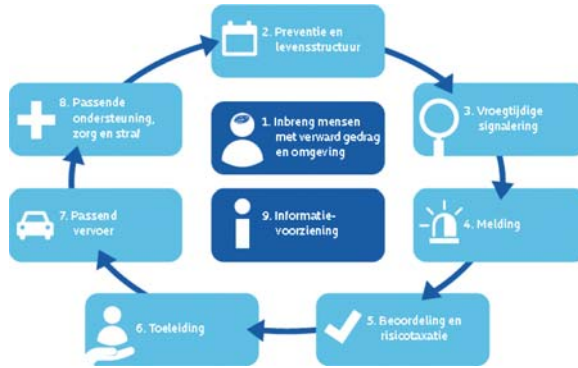 2. Preventie en
levensstructuur
8. Passende
ondersteuning,
zorg en straf
1. Inbreng mensen
met verward gedrag
en omgeving
3. Vroegtijdige
signalering
7. Passend
vervoer
9. Informatie-
voorziening
4. Melding
6. Toeleiding
5. Beoordeling en
risicotaxatie